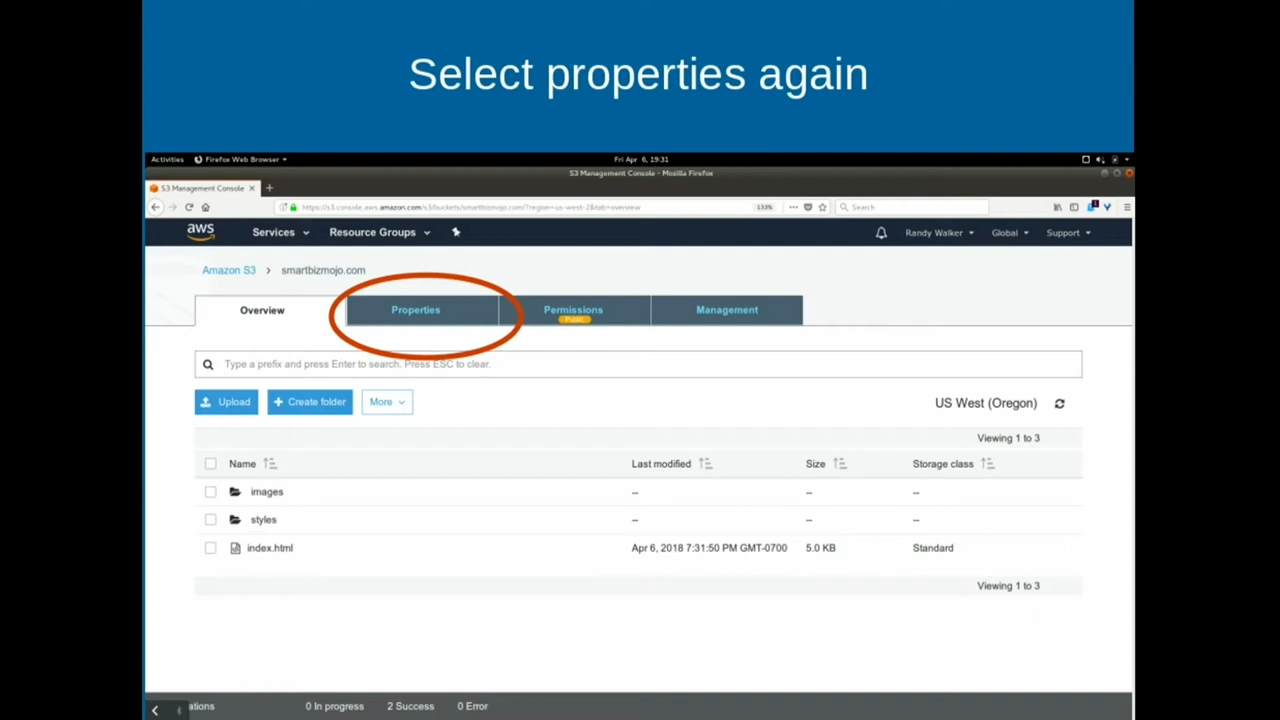 Select properties again
Activities Firefox Web Browser Fri Apr 6, 19:31
S3 Management Console - Mozilla Firefox
S3 Management Console
https://s3.console.aws.amazon.com/s3/buckets/smartbizmojo.com/?region=us-west-2&tab=overview 133% Search
aws Services Resource Groups Randy Walker Global Support
Amazon S3 > smartbizmojo.com
Overview Properties Permissions Management
Public
Type a prefix and press Enter to search. Press ESC to clear.
Upload Create folder More US West (Oregon)
Viewing 1 to 3
Name Last modified Size Storage class
images -- -- --
styles -- -- --
index.html Apr 6, 2018 7:31:50 PM GMT-0700 5.0 KB Standard
Viewing 1 to 3
ations 0 In progress 2 Success 0 Error